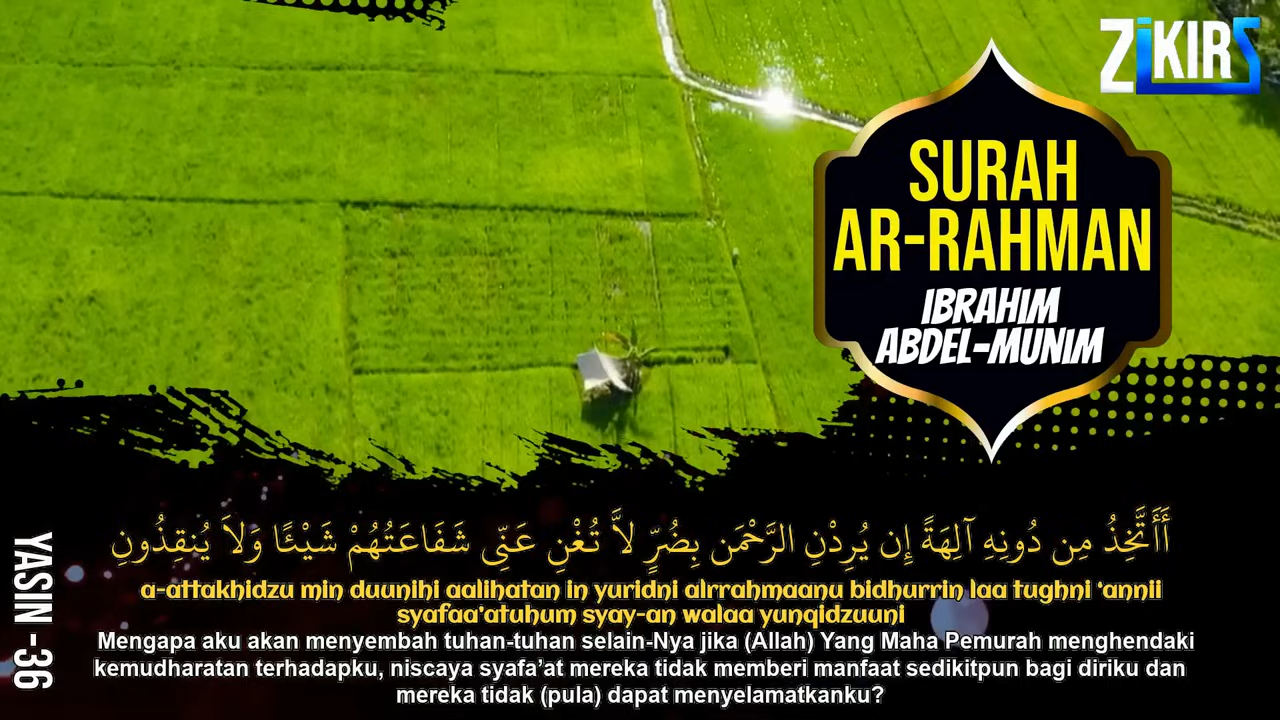 ZIKIRS
SURAH
AR-RAHMAN
IBRAHIM
ABDEL-MUNIM
أَأَتَّخِذُ مِن دُونِهِ آلِهَةً إِن يُرِدْنِ الرَّحْمَن بِضُرٍّ لاَّ تُغْنِ عَنِّى شَفَاعَتُهُمْ شَيْئًا وَلاَ يُنقِذُونِ
a-attakhidzu min duunihi aalihatan in yuridni alrrahmaanu bidhurrin laa tughni ‘annii
syafaa’atuhum syay-an walaa yunqidzuuni
Mengapa aku akan menyembah tuhan-tuhan selain-Nya jika (Allah) Yang Maha Pemurah menghendaki
kemudharatan terhadapku, niscaya syafa’at mereka tidak memberi manfaat sedikitpun bagi diriku dan
mereka tidak (pula) dapat menyelamatkanku?
YASIN - 36